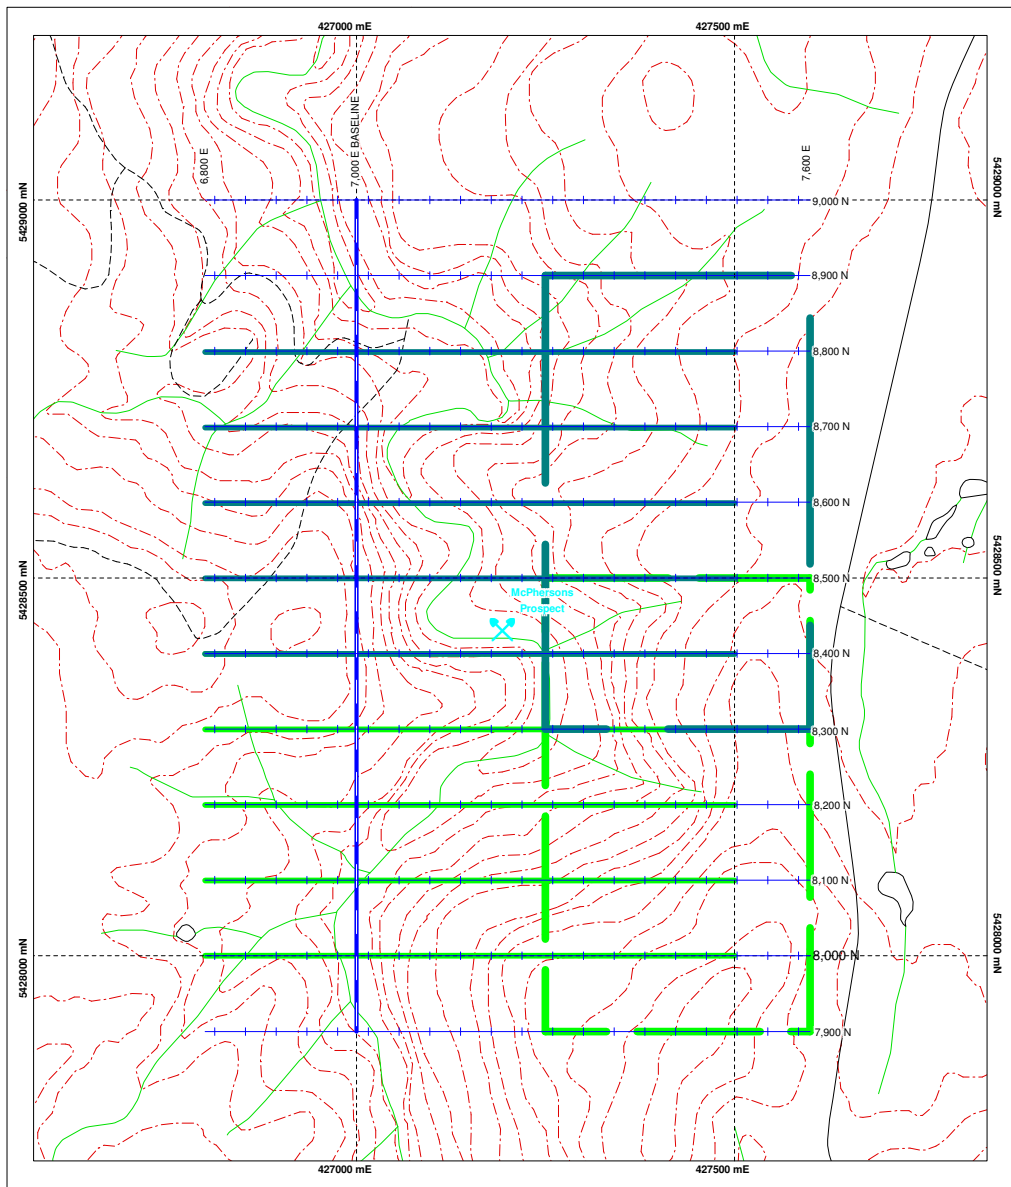 427000 mE
427500 mE
6,800 E
7,000 E BASELINE
7,600 E
5429000 mN
5429000 mN
9,000 N
8,900 N
8,800 N
8,700 N
8,600 N
5428500 mN
5428500 mN
8,500 N
McPhersons
Prospect
8,400 N
8,300 N
8,200 N
8,100 N
5428000 mN
5428000 mN
8,000 N
7,900 N
427000 mE
427500 mE